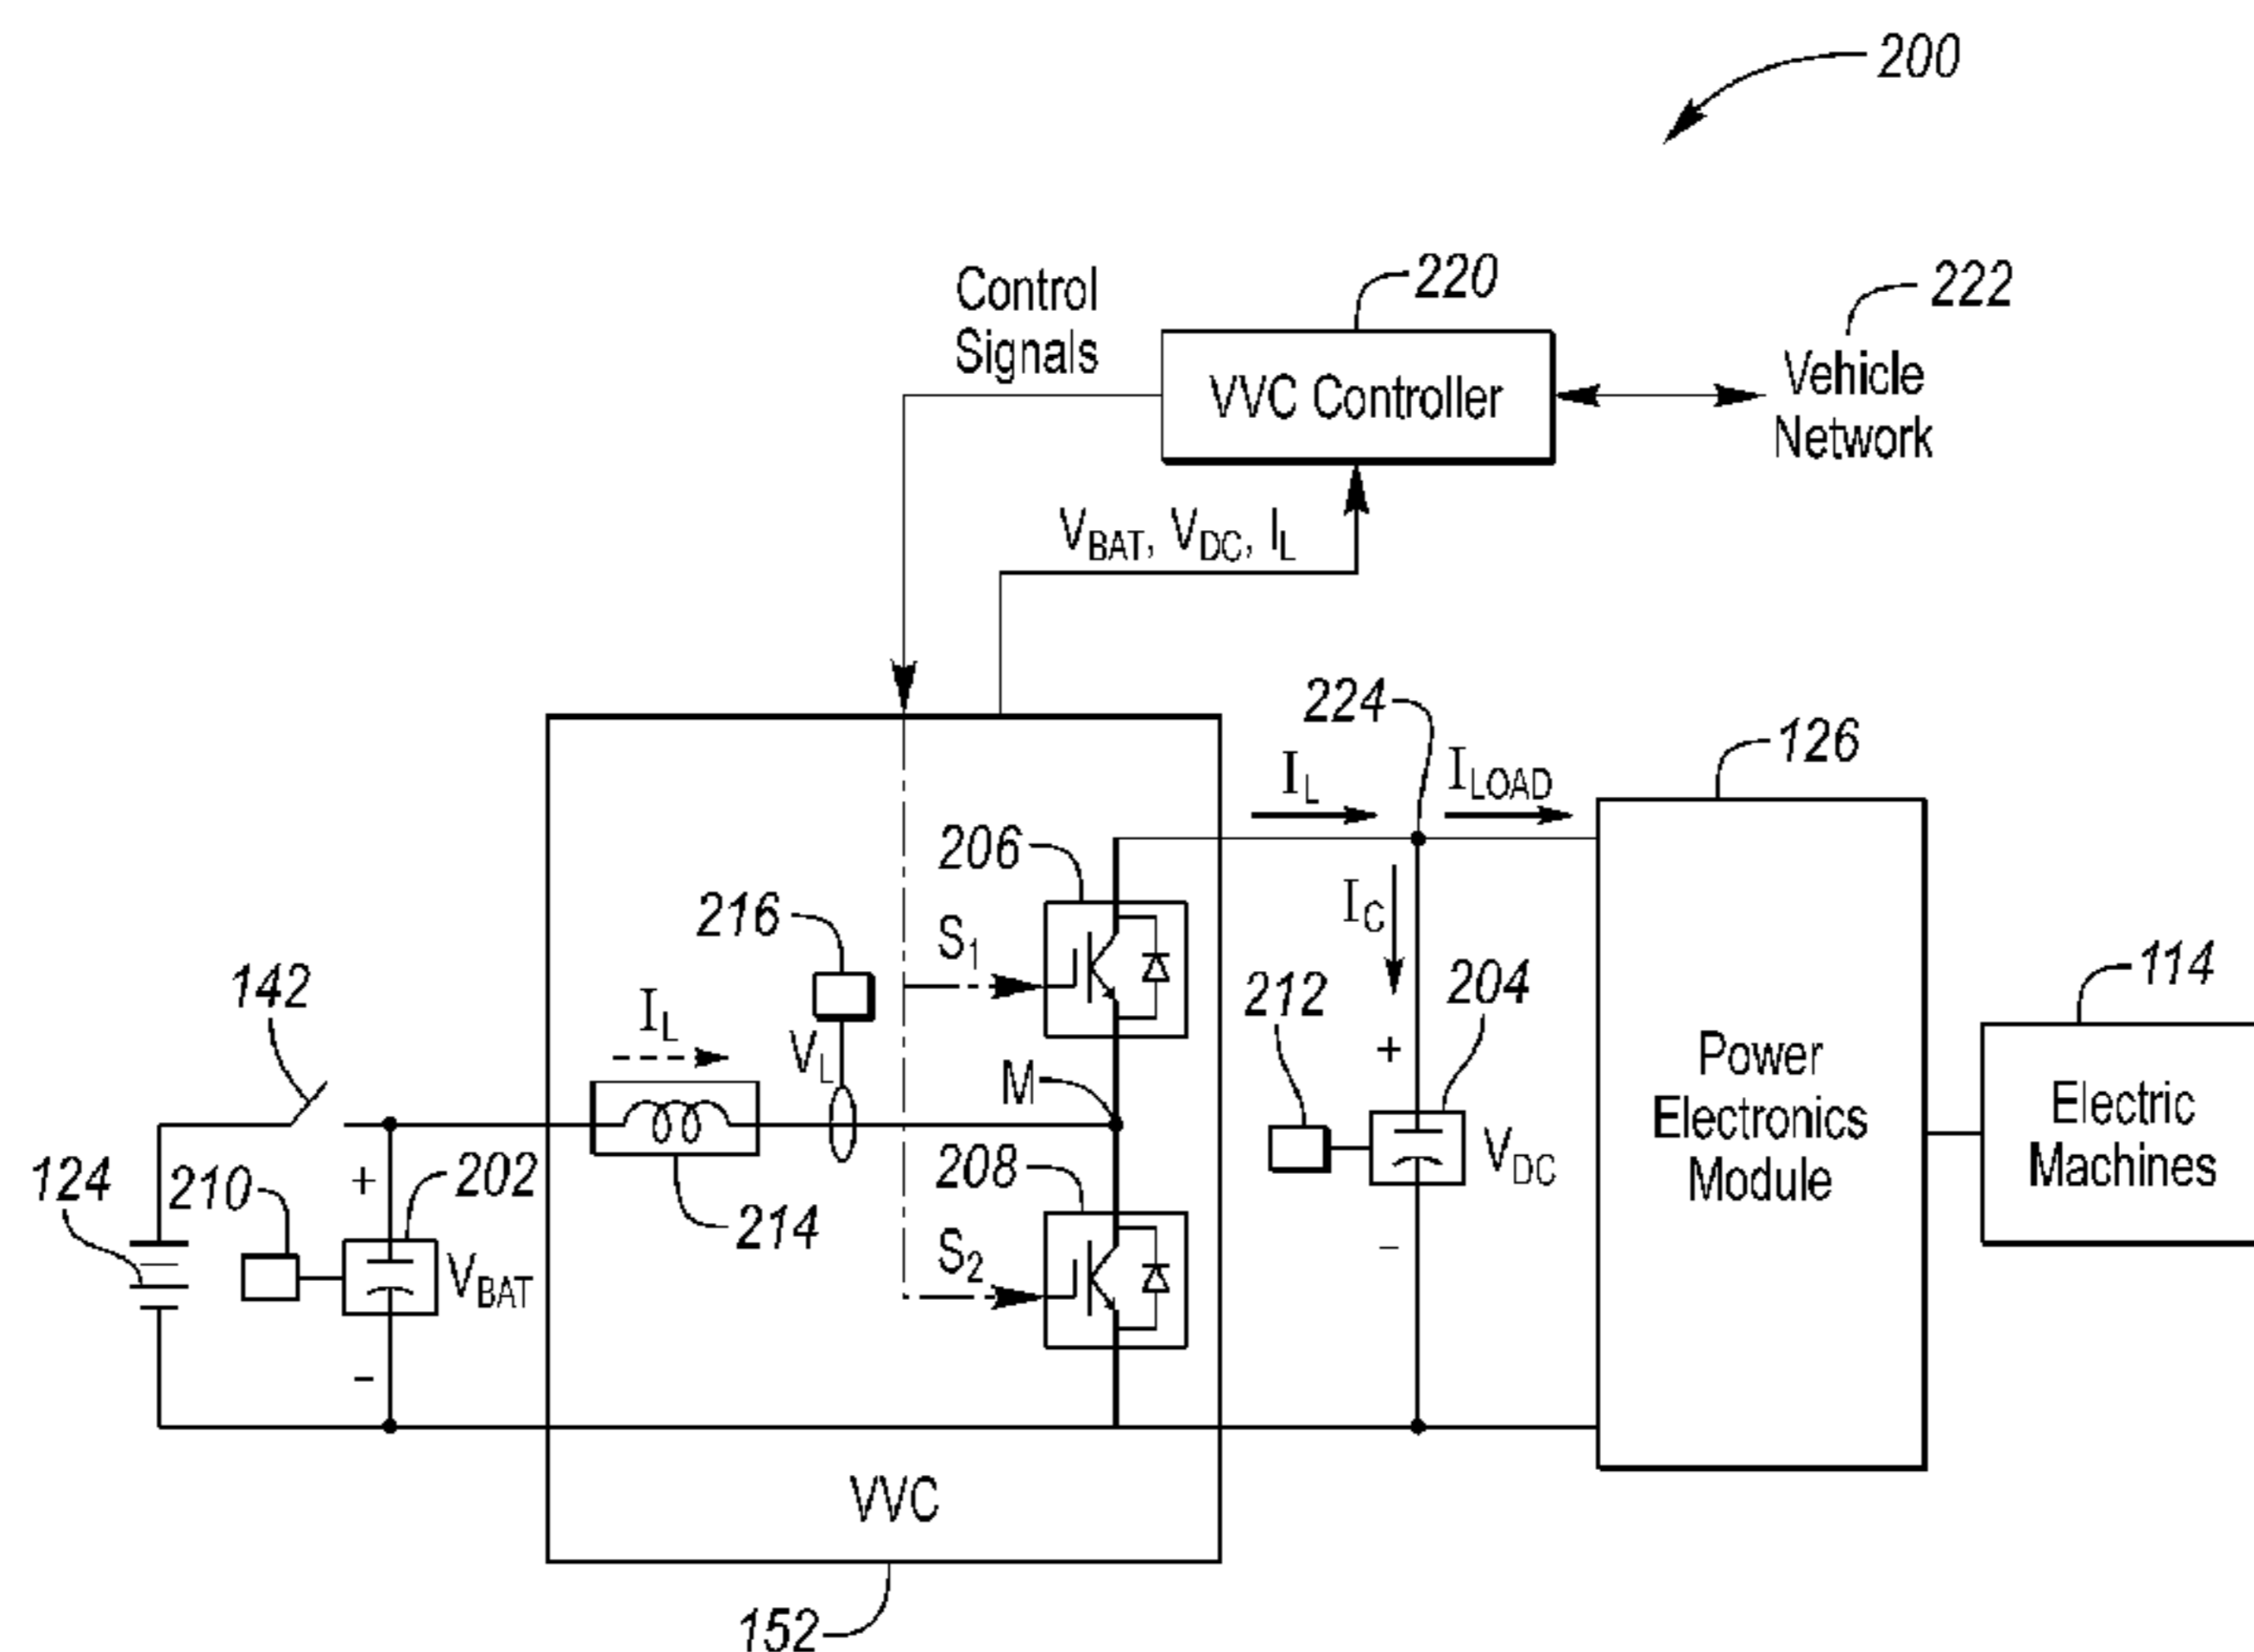 200
Control
Signals
220
VVC Controller
222
Vehicle
Network
V_BAT, V_DC, I_L
224
I_L
I_LOAD
126
206
216
S_1
I_C
142
I_L
V_L
212
204
114
+
M
Power
Electronics
Module
Electric
Machines
124
210
+
202
214
208
V_DC
V_BAT
S_2
-
-
VVC
152